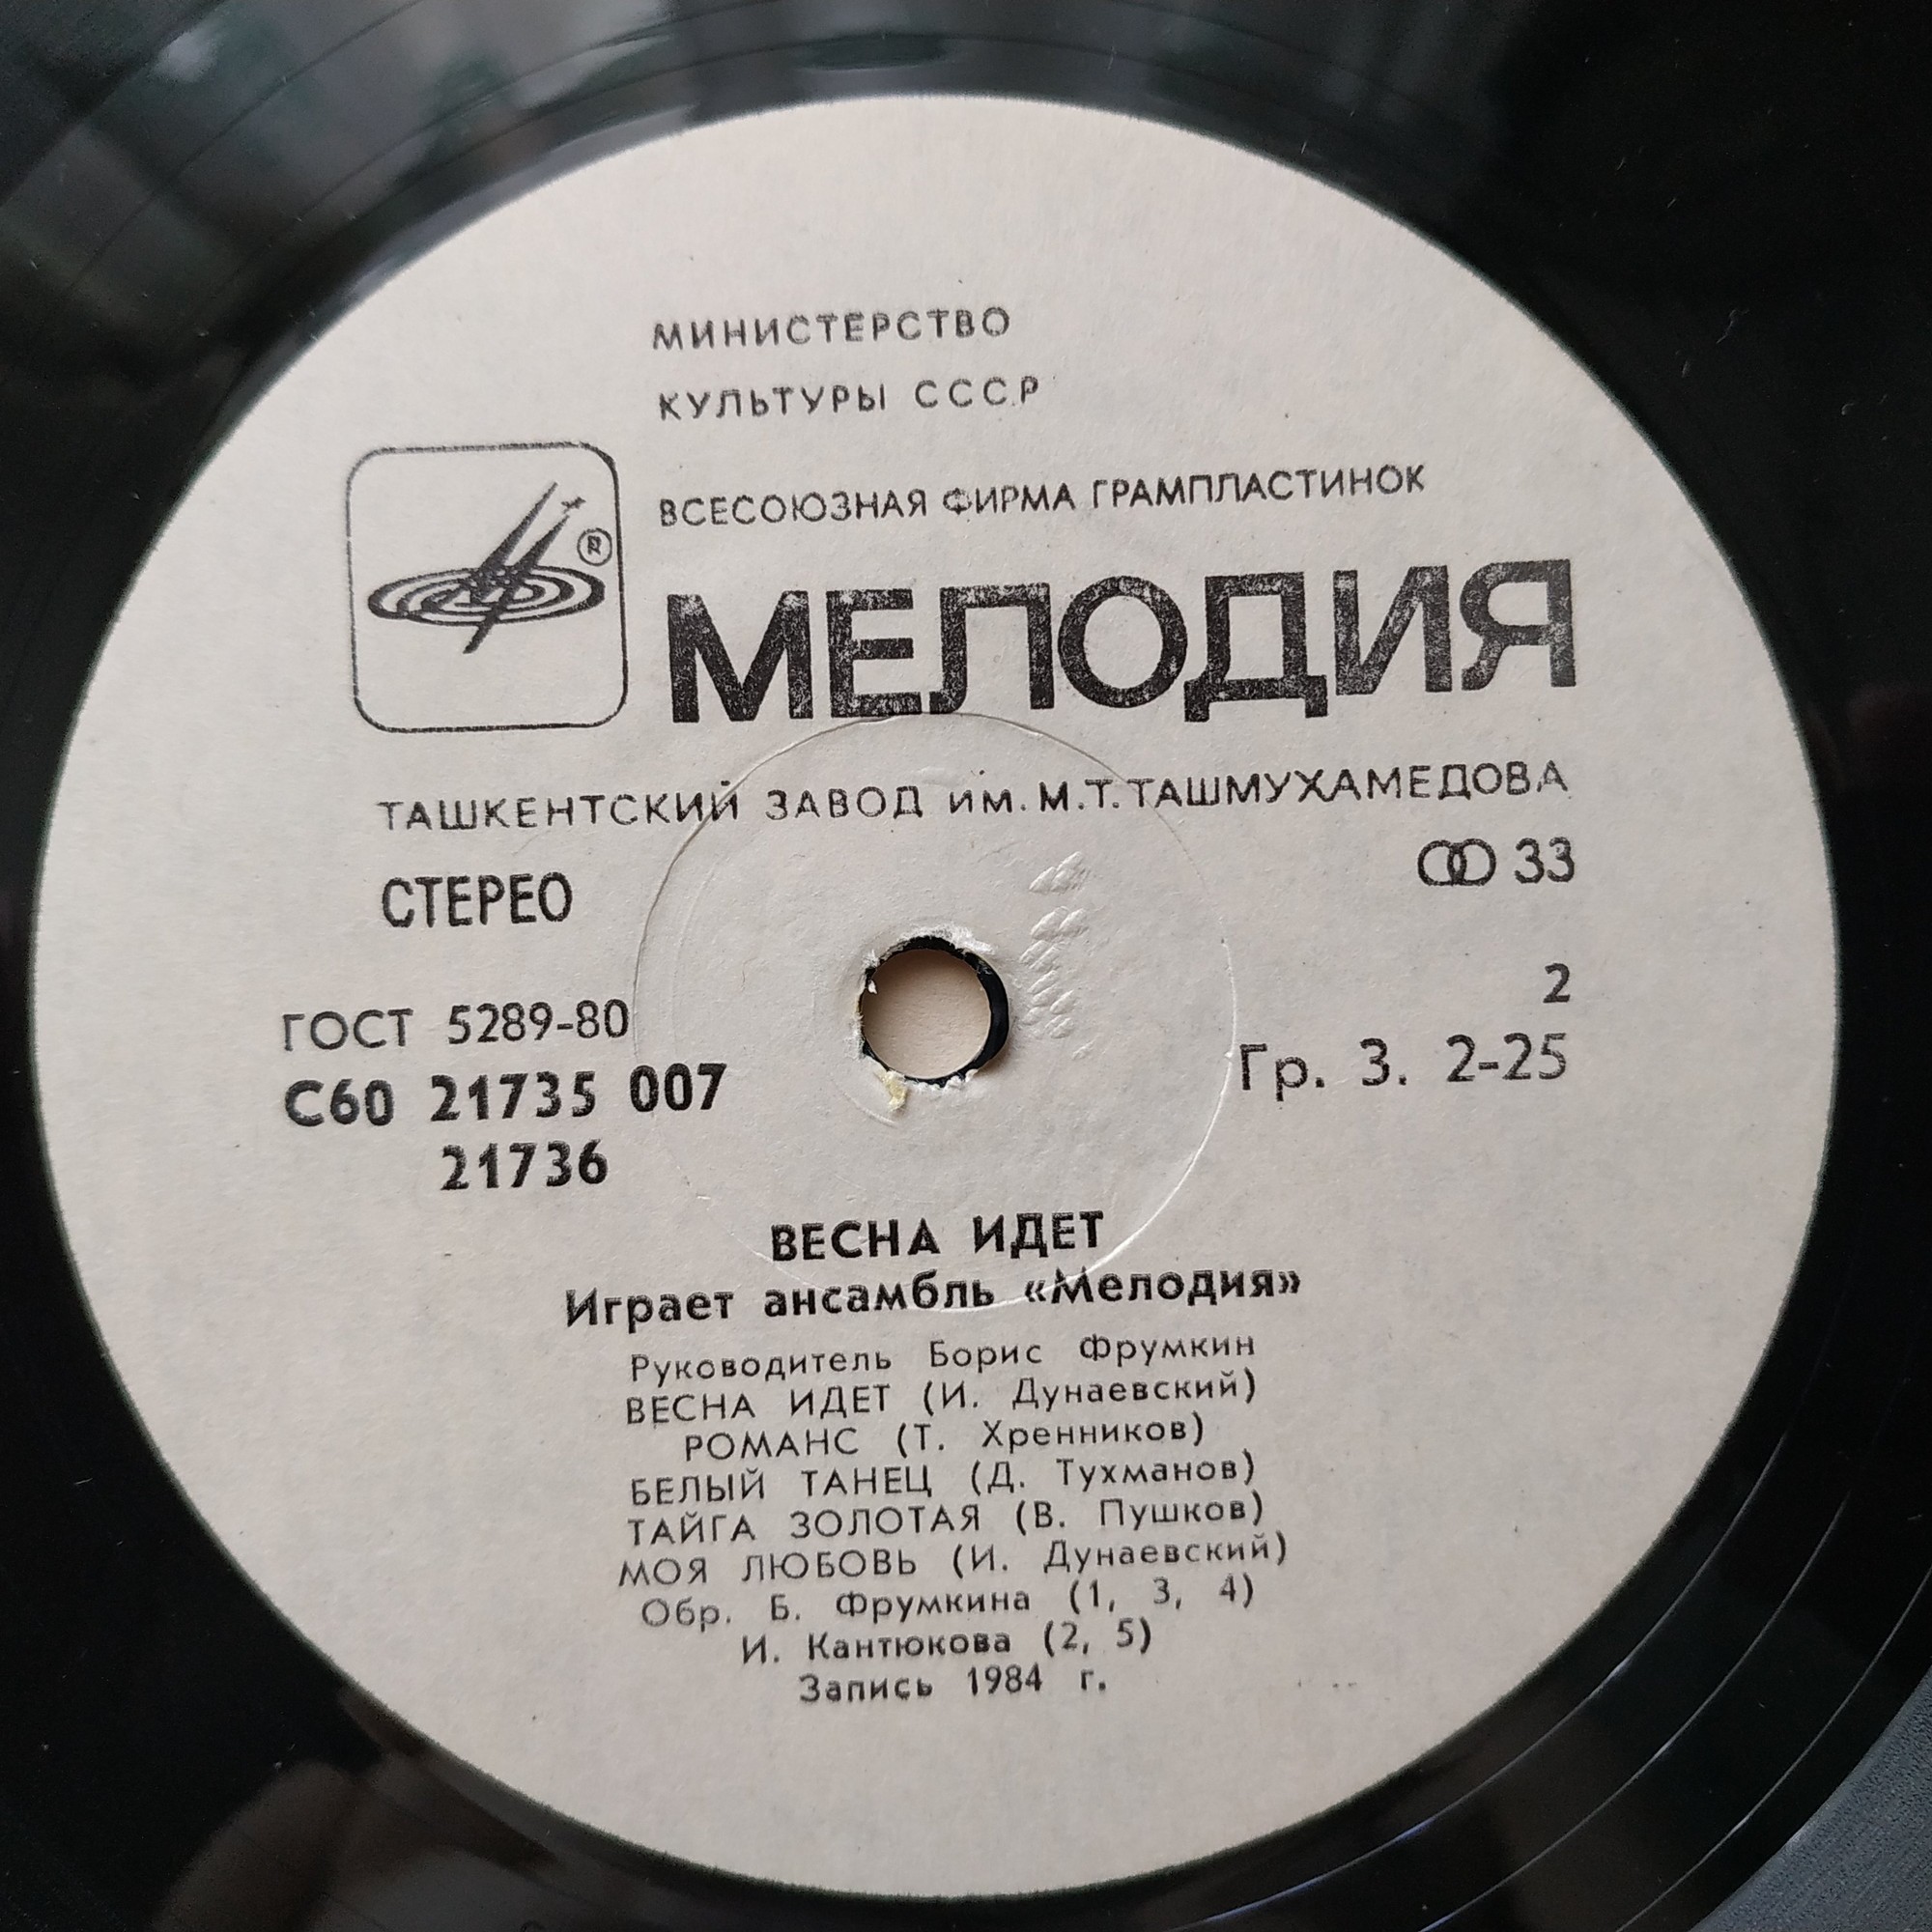 МИНИСТЕРСТВО
КУЛЬТУРЫ СССР
ВСЕСОЮЗНАЯ ФИРМА ГРАМПЛАСТИНОК
®
МЕЛОДИЯ
ТАШКЕНТСКИЙ ЗАВОД ИМ. М.Т. ТАШМУХАМЕДОВА
СТЕРЕО
33
ГОСТ 5289-80
2
С60 21735 007
Гр. 3. 2-25
21736
ВЕСНА ИДЕТ
Играет ансамбль «Мелодия»
Руководитель Борис Фрумкин
ВЕСНА ИДЕТ (И. Дунаевский)
РОМАНС (Т. Хренников)
БЕЛЫЙ ТАНЕЦ (Д. Тухманов)
ТАЙГА ЗОЛОТАЯ (В. Пушков)
МОЯ ЛЮБОВЬ (И. Дунаевский)
Обр. Б. Фрумкина (1, 3, 4)
И. Кантюкова (2, 5)
Запись 1984 г.